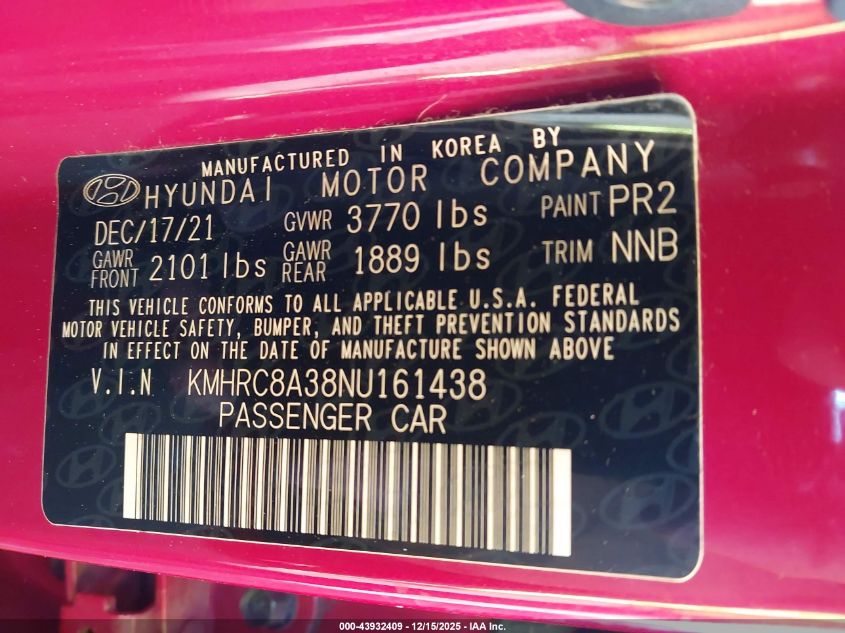 MANUFACTURED IN KOREA BY
HYUNDAI MOTOR COMPANY
DEC/17/21 GVWR 3770 lbs PAINT PR2
GAWR FRONT 2101 lbs GAWR REAR 1889 lbs TRIM NNB
THIS VEHICLE CONFORMS TO ALL APPLICABLE U.S.A. FEDERAL
MOTOR VEHICLE SAFETY, BUMPER, AND THEFT PREVENTION STANDARDS
IN EFFECT ON THE DATE OF MANUFACTURE SHOWN ABOVE
V.I.N KMHRC8A38NU161438
PASSENGER CAR
000-43932409 - 12/15/2025 - IAA Inc.